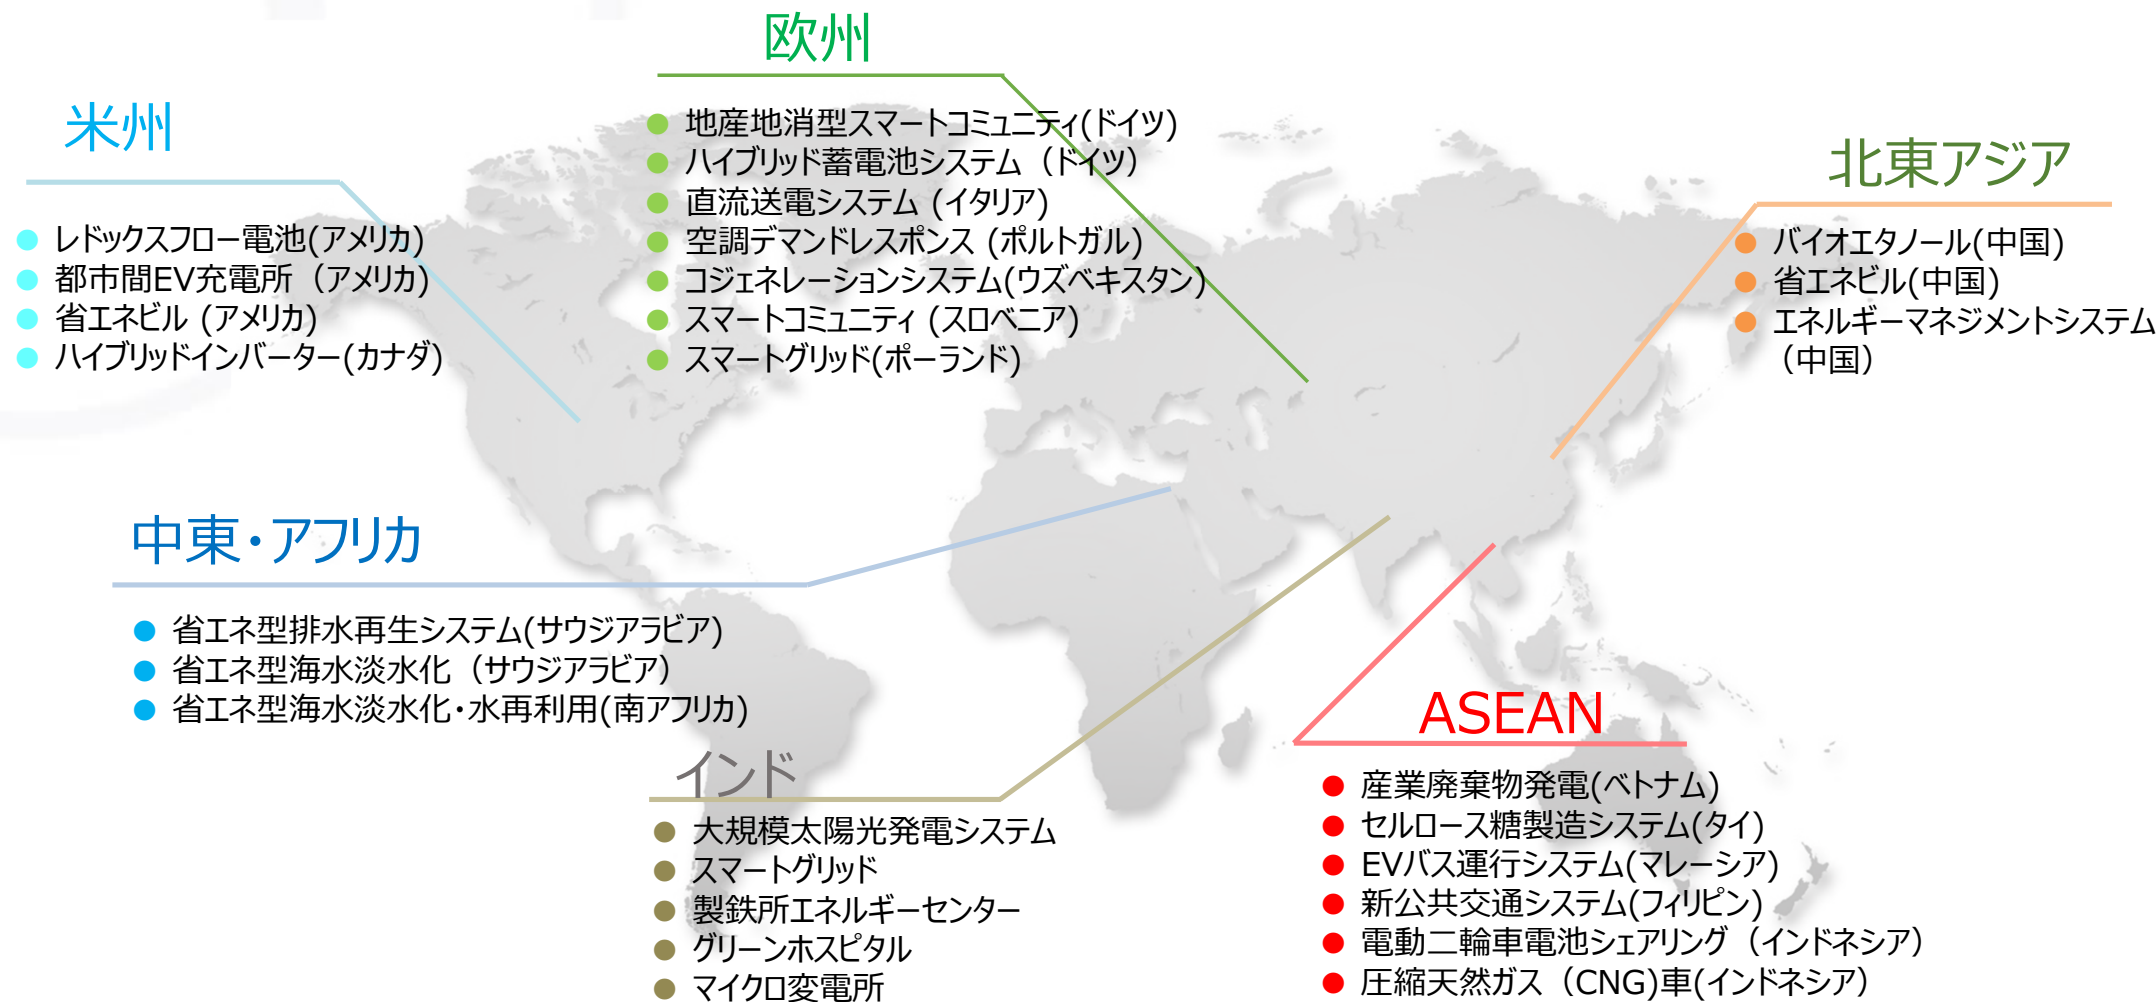 欧州
地産地消型スマートコミュニティ(ドイツ)
ハイブリッド蓄電池システム（ドイツ）
直流送電システム (イタリア)
空調デマンドレスポンス (ポルトガル)
コジェネレーションシステム(ウズベキスタン)
スマートコミュニティ (スロベニア)
スマートグリッド(ポーランド)
米州
レドックスフロー電池(アメリカ)
都市間EV充電所（アメリカ)
省エネビル (アメリカ)
ハイブリッドインバーター(カナダ)
北東アジア
バイオエタノール(中国)
省エネビル(中国)
エネルギーマネジメントシステム
（中国）
中東・アフリカ
省エネ型排水再生システム(サウジアラビア)
省エネ型海水淡水化（サウジアラビア）
省エネ型海水淡水化・水再利用(南アフリカ)
インド
大規模太陽光発電システム
スマートグリッド
製鉄所エネルギーセンター
グリーンホスピタル
マイクロ変電所
ASEAN
産業廃棄物発電(ベトナム)
セルロース糖製造システム(タイ)
EVバス運行システム(マレーシア)
新公共交通システム(フィリピン)
電動二輪車電池シェアリング（インドネシア）
圧縮天然ガス（CNG)車(インドネシア）